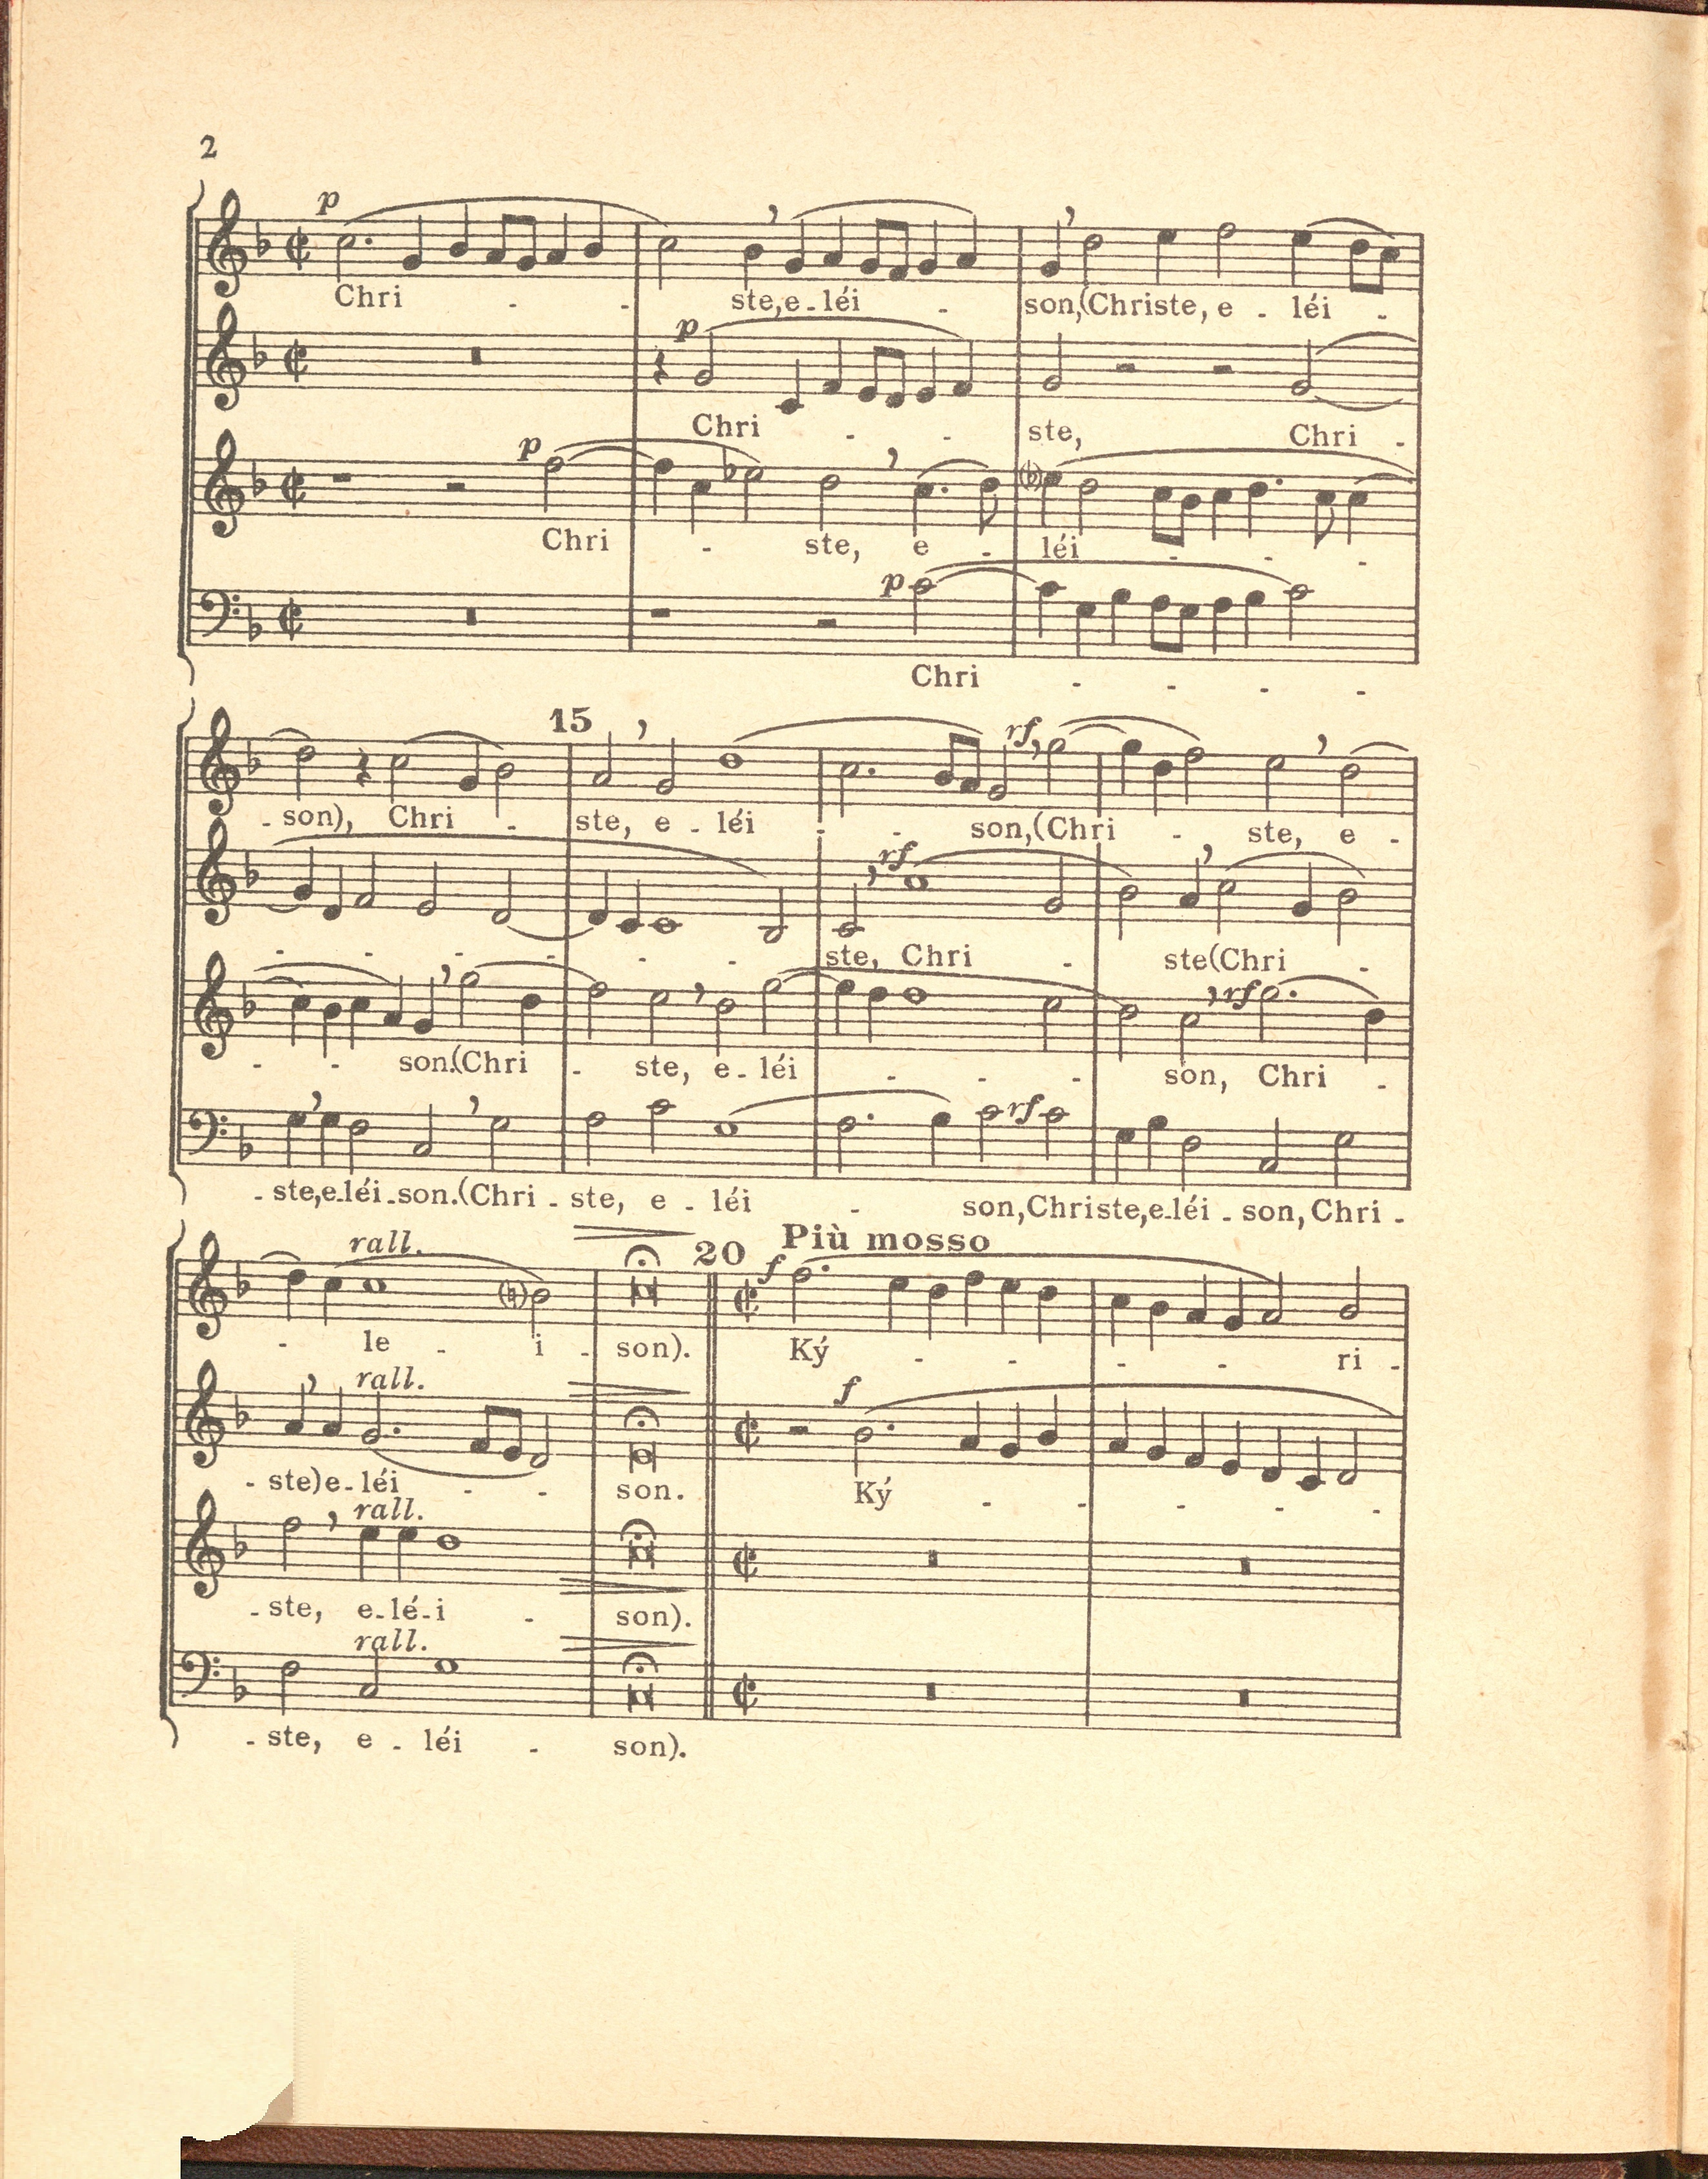 2
p
Chri - - - ste, e - léi - son, (Christe, e - léi -
p
Chri - - ste, Chri -
p
Chri - ste, e - léi - - -
p
Chri - - - -
15
rf
- son), Chri - ste, e - léi - - son, (Chri - ste, e -
rf
- - - - - - ste, Chri - ste (Chri -
rf
- - son. (Chri - ste, e - léi - - - son, Chri -
rf
- ste, e - léi - son. (Chri - ste, e - léi - son, Christe, e - léi - son, Chri -
rall. 20 Più mosso
f
- le - i - son). Ký - - - - ri -
rall.
f
- ste) e - léi - - son. Ký - - - - -
rall.
- ste, e - lé - i - son).
rall.
- ste, e - léi - son).